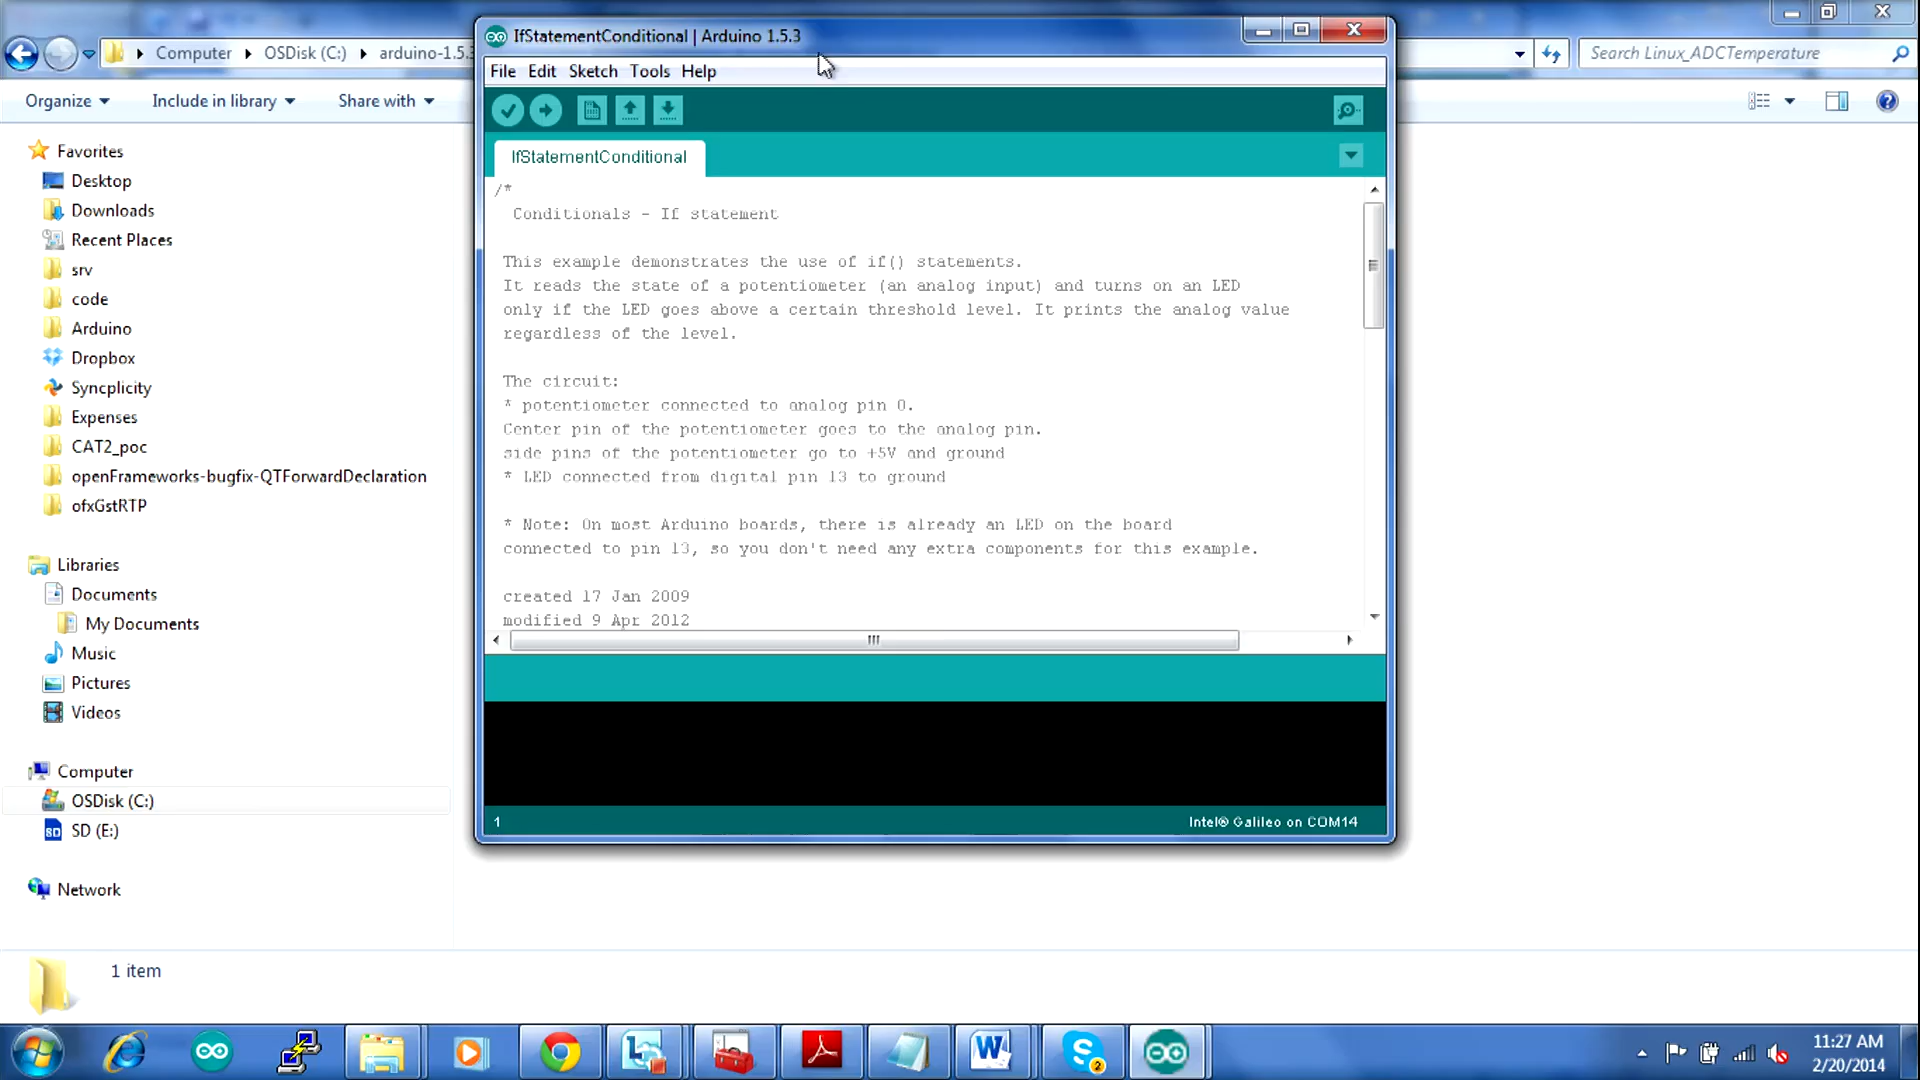 IfStatementConditional | Arduino 1.5.3
Computer
OSDisk (C:)
arduino-1.5.3
Search Linux_ADCTemperature
File Edit Sketch Tools Help
Organize
Include in library
Share with
IfStatementConditional
/*
Conditionals - If statement
This example demonstrates the use of if() statements.
It reads the state of a potentiometer (an analog input) and turns on an LED
only if the LED goes above a certain threshold level. It prints the analog value
regardless of the level.
The circuit:
* potentiometer connected to analog pin 0.
Center pin of the potentiometer goes to the analog pin.
side pins of the potentiometer go to +5V and ground
* LED connected from digital pin 13 to ground
* Note: On most Arduino boards, there is already an LED on the board
connected to pin 13, so you don't need any extra components for this example.
created 17 Jan 2009
modified 9 Apr 2012
1
Intel® Galileo on COM14
Favorites
Desktop
Downloads
Recent Places
srv
code
Arduino
Dropbox
Syncplicity
Expenses
CAT2_poc
openFrameworks-bugfix-QTForwardDeclaration
ofxGstRTP
Libraries
Documents
My Documents
Music
Pictures
Videos
Computer
OSDisk (C:)
SD (E:)
Network
1 item
2
11:27 AM
2/20/2014